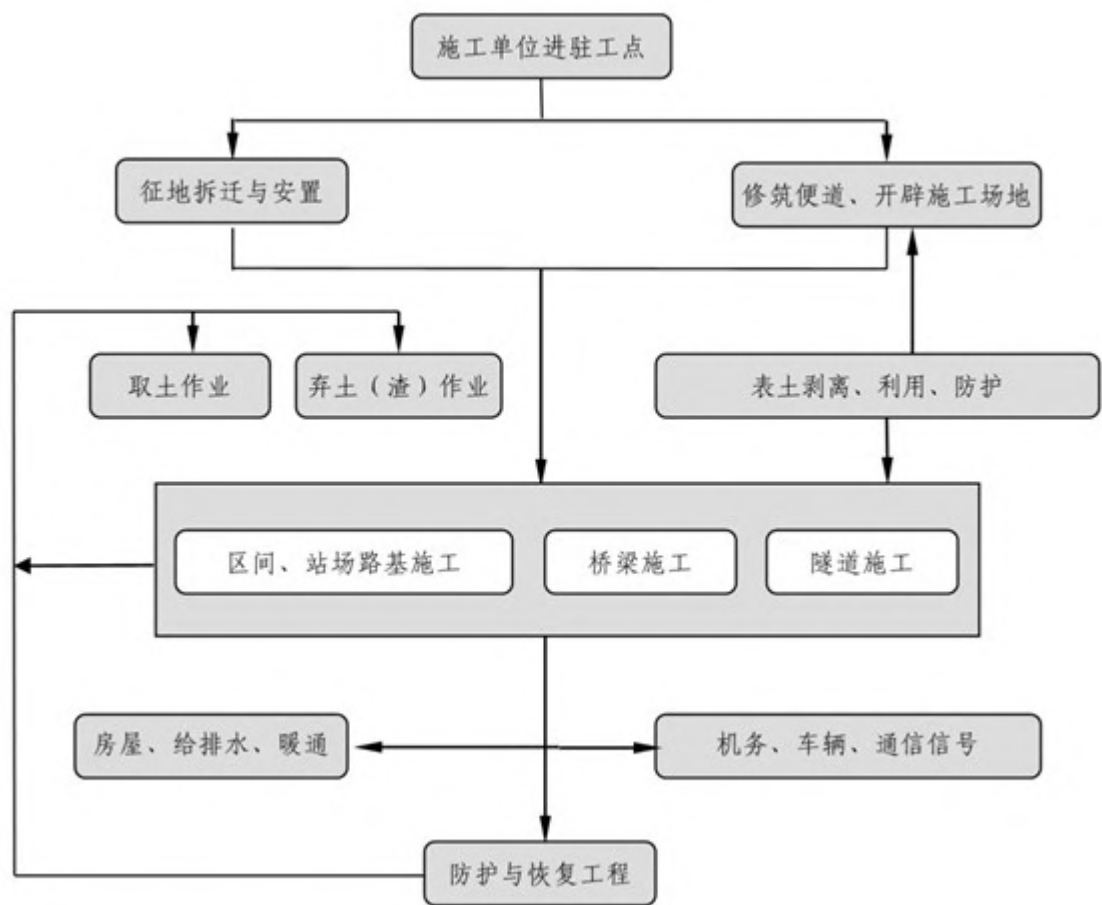 施工单位进驻工点
征地拆迁与安置
修筑便道、开辟施工场地
取土作业
弃土（渣）作业
表土剥离、利用、防护
区间、站场路基施工
桥梁施工
隧道施工
房屋、给排水、暖通
机务、车辆、通信信号
防护与恢复工程